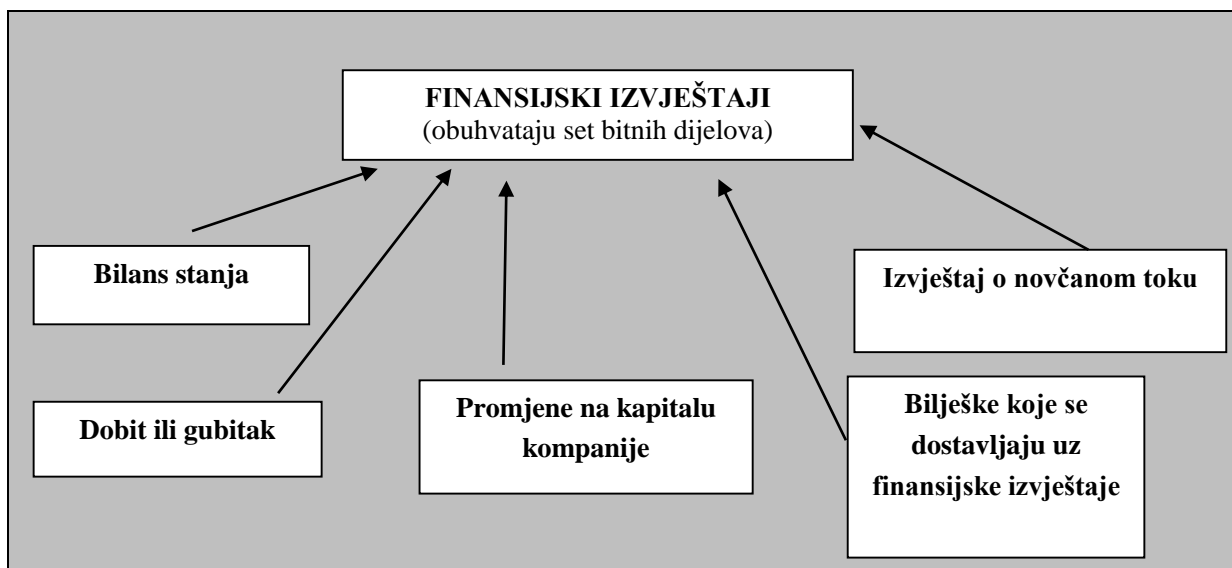 FINANSIJSKI IZVJEŠTAJI
(obuhvataju set bitnih dijelova)
Bilans stanja
Izvještaj o novčanom toku
Dobit ili gubitak
Promjene na kapitalu
kompanije
Bilješke koje se
dostavljaju uz
finansijske izvještaje